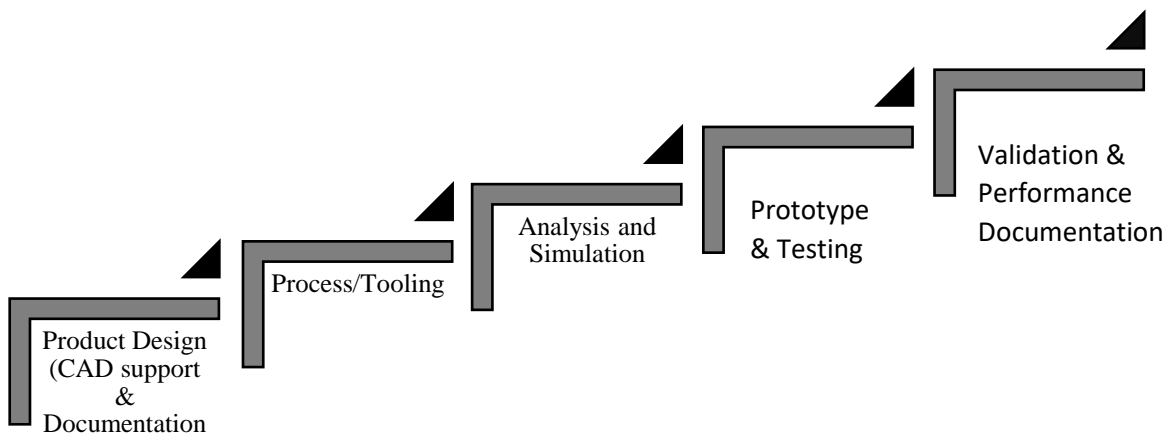 Product Design
(CAD support
&
Documentation
Process/Tooling
Analysis and
Simulation
Prototype
& Testing
Validation &
Performance
Documentation